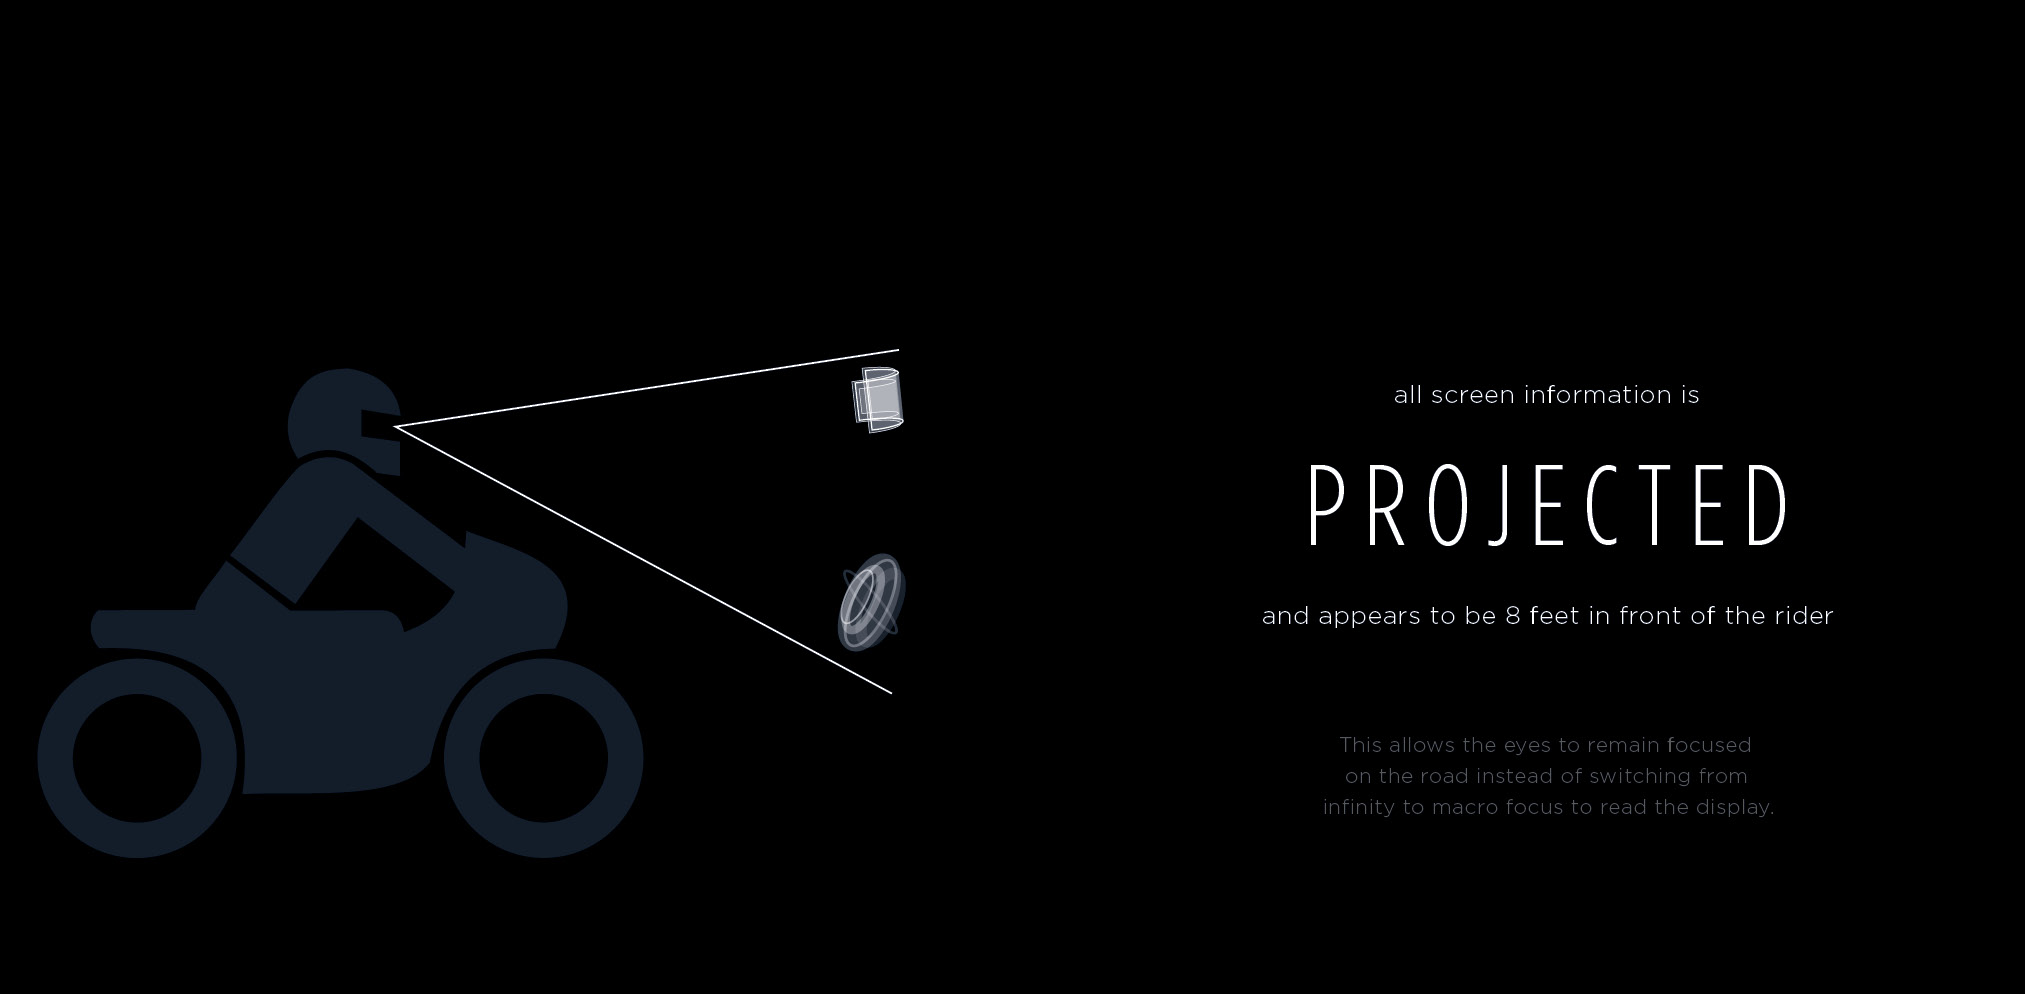 all screen information is
PROJECTED
and appears to be 8 feet in front of the rider
This allows the eyes to remain focused
on the road instead of switching from
infinity to macro focus to read the display.